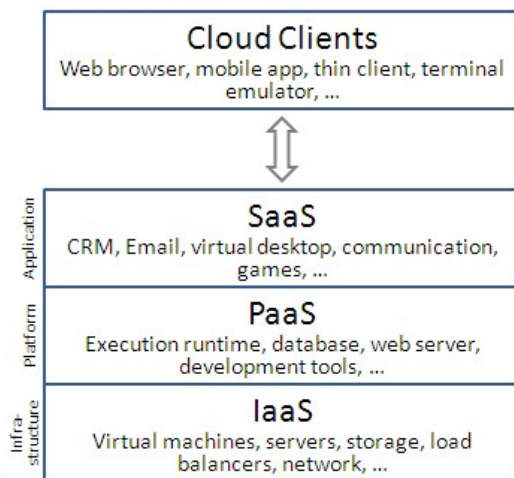 Cloud Clients
Web browser, mobile app, thin client, terminal
emulator, ...
Application
SaaS
CRM, Email, virtual desktop, communication,
games, ...
Platform
PaaS
Execution runtime, database, web server,
development tools, ...
Infra-
structure
IaaS
Virtual machines, servers, storage, load
balancers, network, ...